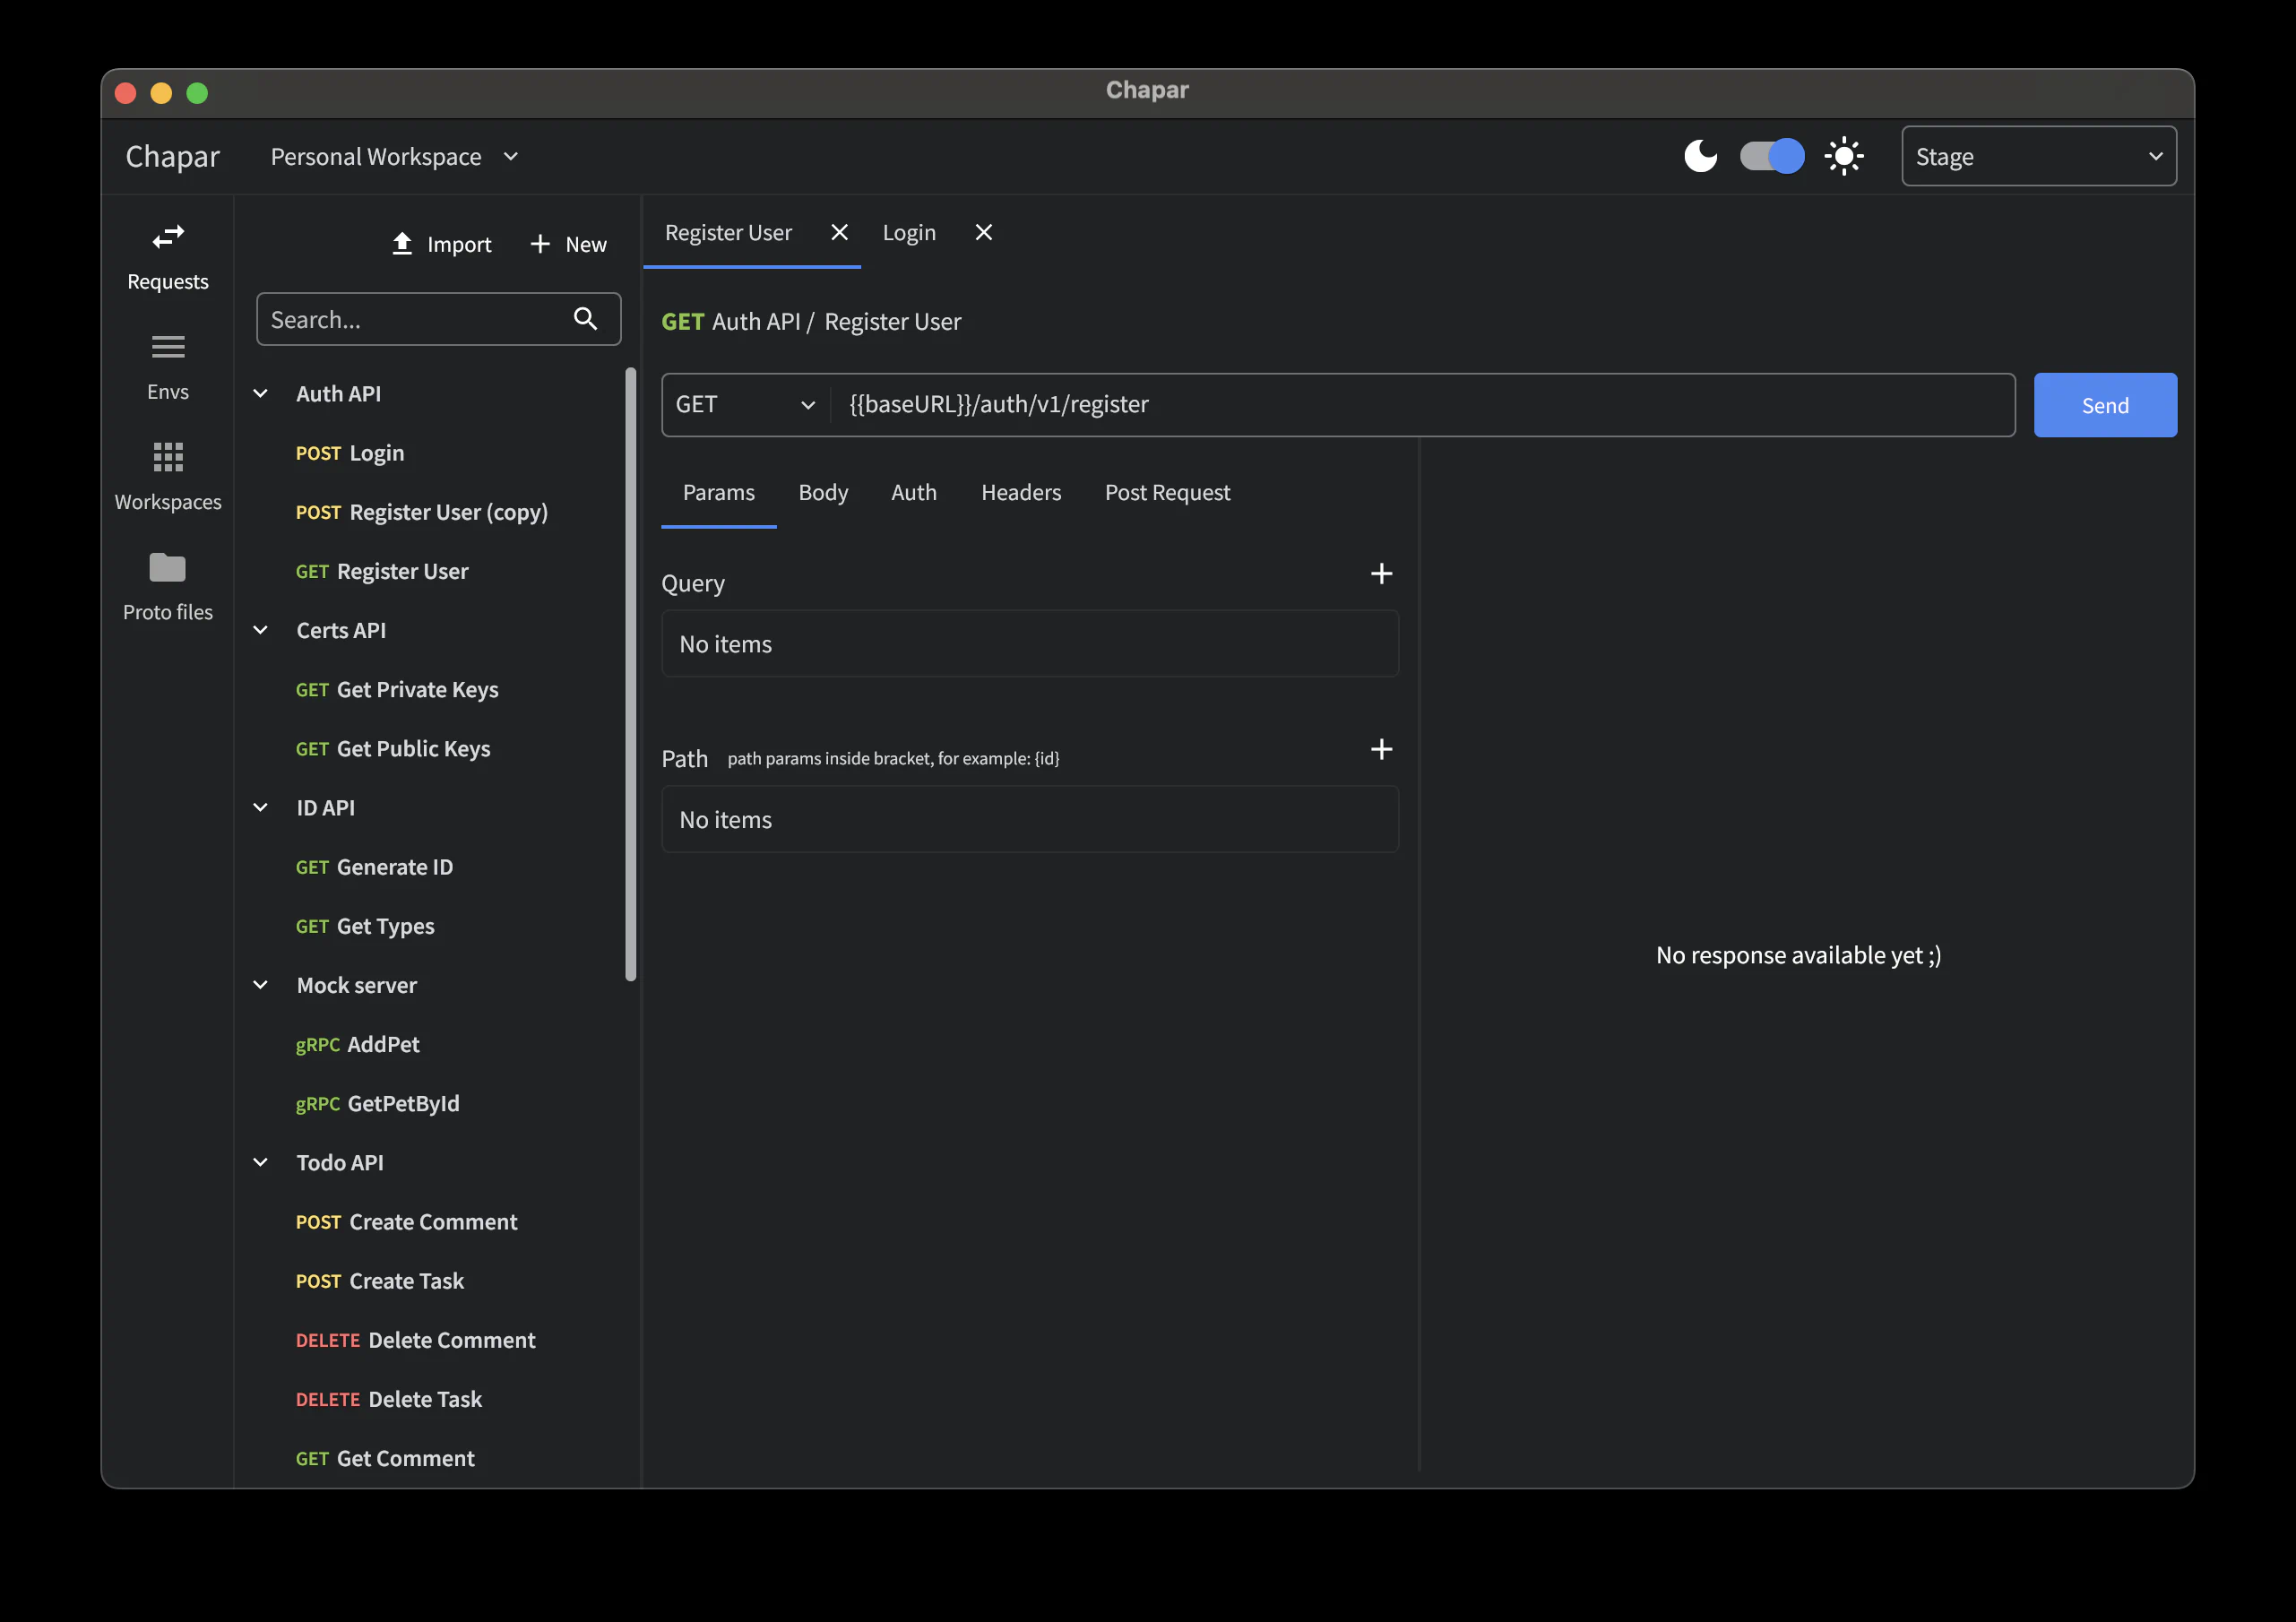 Chapar
Chapar
Personal Workspace
Stage
Requests
Envs
Workspaces
Proto files
Import
New
Search...
Auth API
POST Login
POST Register User (copy)
GET Register User
Certs API
GET Get Private Keys
GET Get Public Keys
ID API
GET Generate ID
GET Get Types
Mock server
gRPC AddPet
gRPC GetPetById
Todo API
POST Create Comment
POST Create Task
DELETE Delete Comment
DELETE Delete Task
GET Get Comment
Register User
Login
GET Auth API / Register User
GET
{{baseURL}}/auth/v1/register
Send
Params
Body
Auth
Headers
Post Request
Query
No items
Path path params inside bracket, for example: {id}
No items
No response available yet ;)